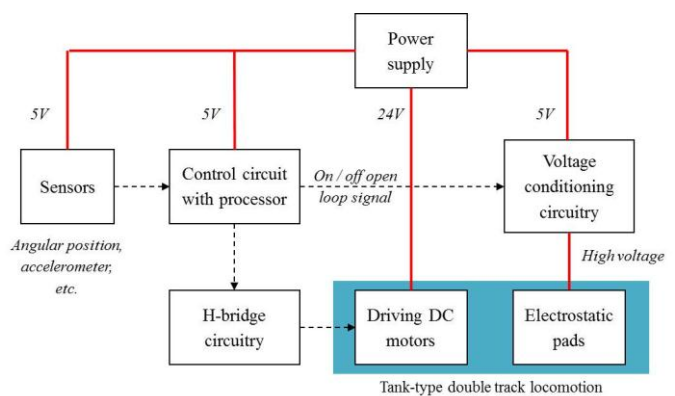 Power
supply
5V
5V
24V
5V
Sensors
Control circuit
with processor
On / off open
loop signal
Voltage
conditioning
circuitry
Angular position,
accelerometer,
etc.
High voltage
H-bridge
circuitry
Driving DC
motors
Electrostatic
pads
Tank-type double track locomotion